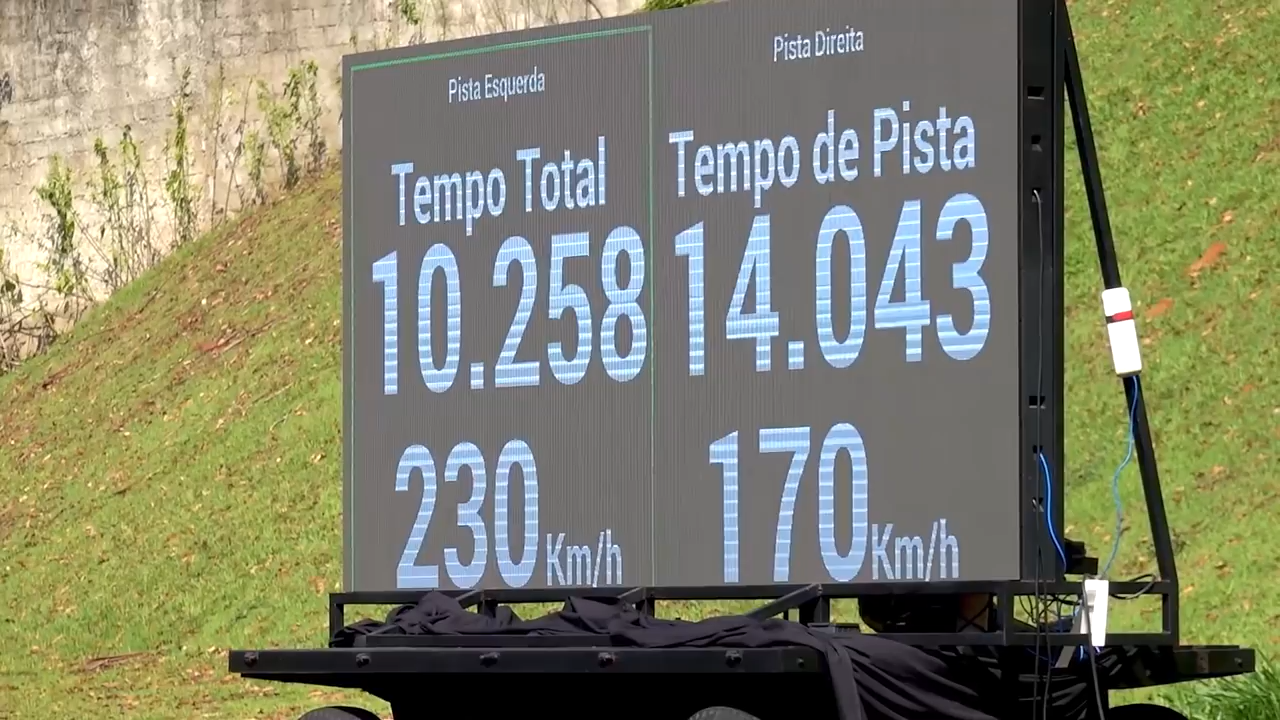 Pista Esquerda
Tempo Total
10.258
230 Km/h
Pista Direita
Tempo de Pista
14.043
170 Km/h